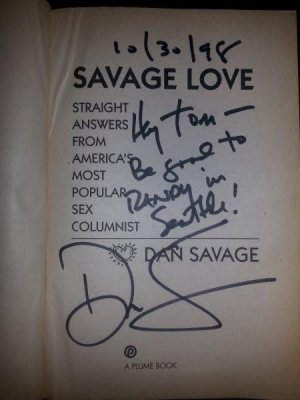 10/30/98
SAVAGE LOVE
STRAIGHT
ANSWERS
FROM
AMERICA'S
MOST
POPULAR
SEX
COLUMNIST
Hey Tom —
Be good to
RANDY in
Seattle!
DAN SAVAGE
D S
P
A PLUME BOOK